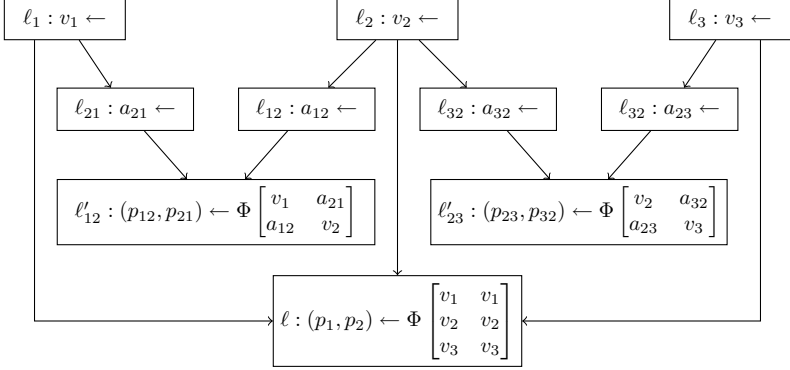 ℓ₁ : v₁ ←
ℓ₂ : v₂ ←
ℓ₃ : v₃ ←
ℓ₂₁ : a₂₁ ←
ℓ₁₂ : a₁₂ ←
ℓ₃₂ : a₃₂ ←
ℓ₃₂ : a₂₃ ←
ℓ′₁₂ : (p₁₂, p₂₁) ← Φ [v₁ a₂₁
a₁₂ v₂]
ℓ′₂₃ : (p₂₃, p₃₂) ← Φ [v₂ a₃₂
a₂₃ v₃]
ℓ : (p₁, p₂) ← Φ [v₁ v₁
v₂ v₂
v₃ v₃]